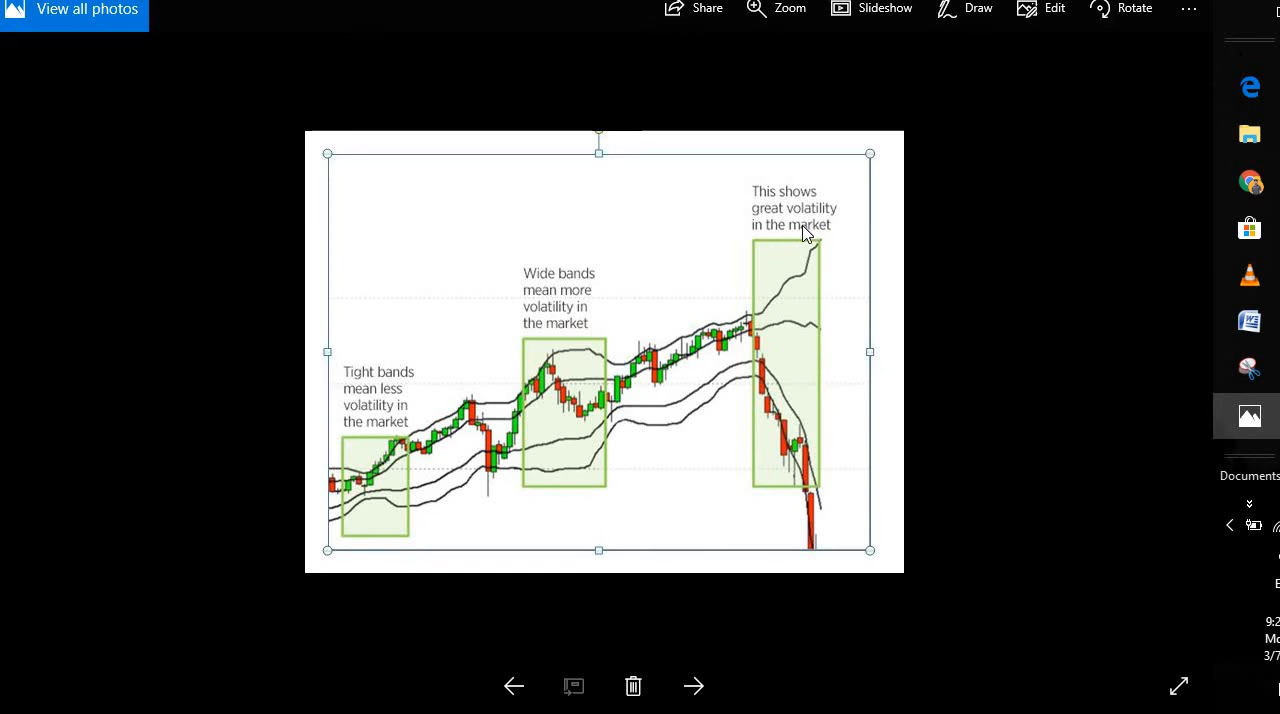 View all photos
Share
Zoom
Slideshow
Draw
Edit
Rotate
This shows
great volatility
in the market
Wide bands
mean more
volatility in
the market
Tight bands
mean less
volatility in
the market
Documents